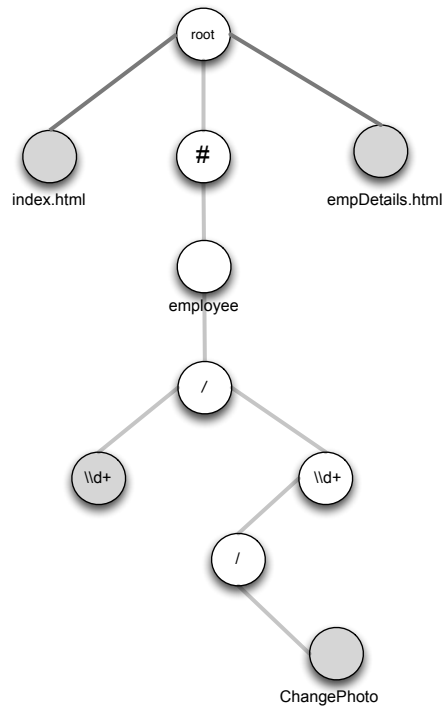 root
#
index.html
empDetails.html
employee
/
\\d+
\\d+
/
ChangePhoto